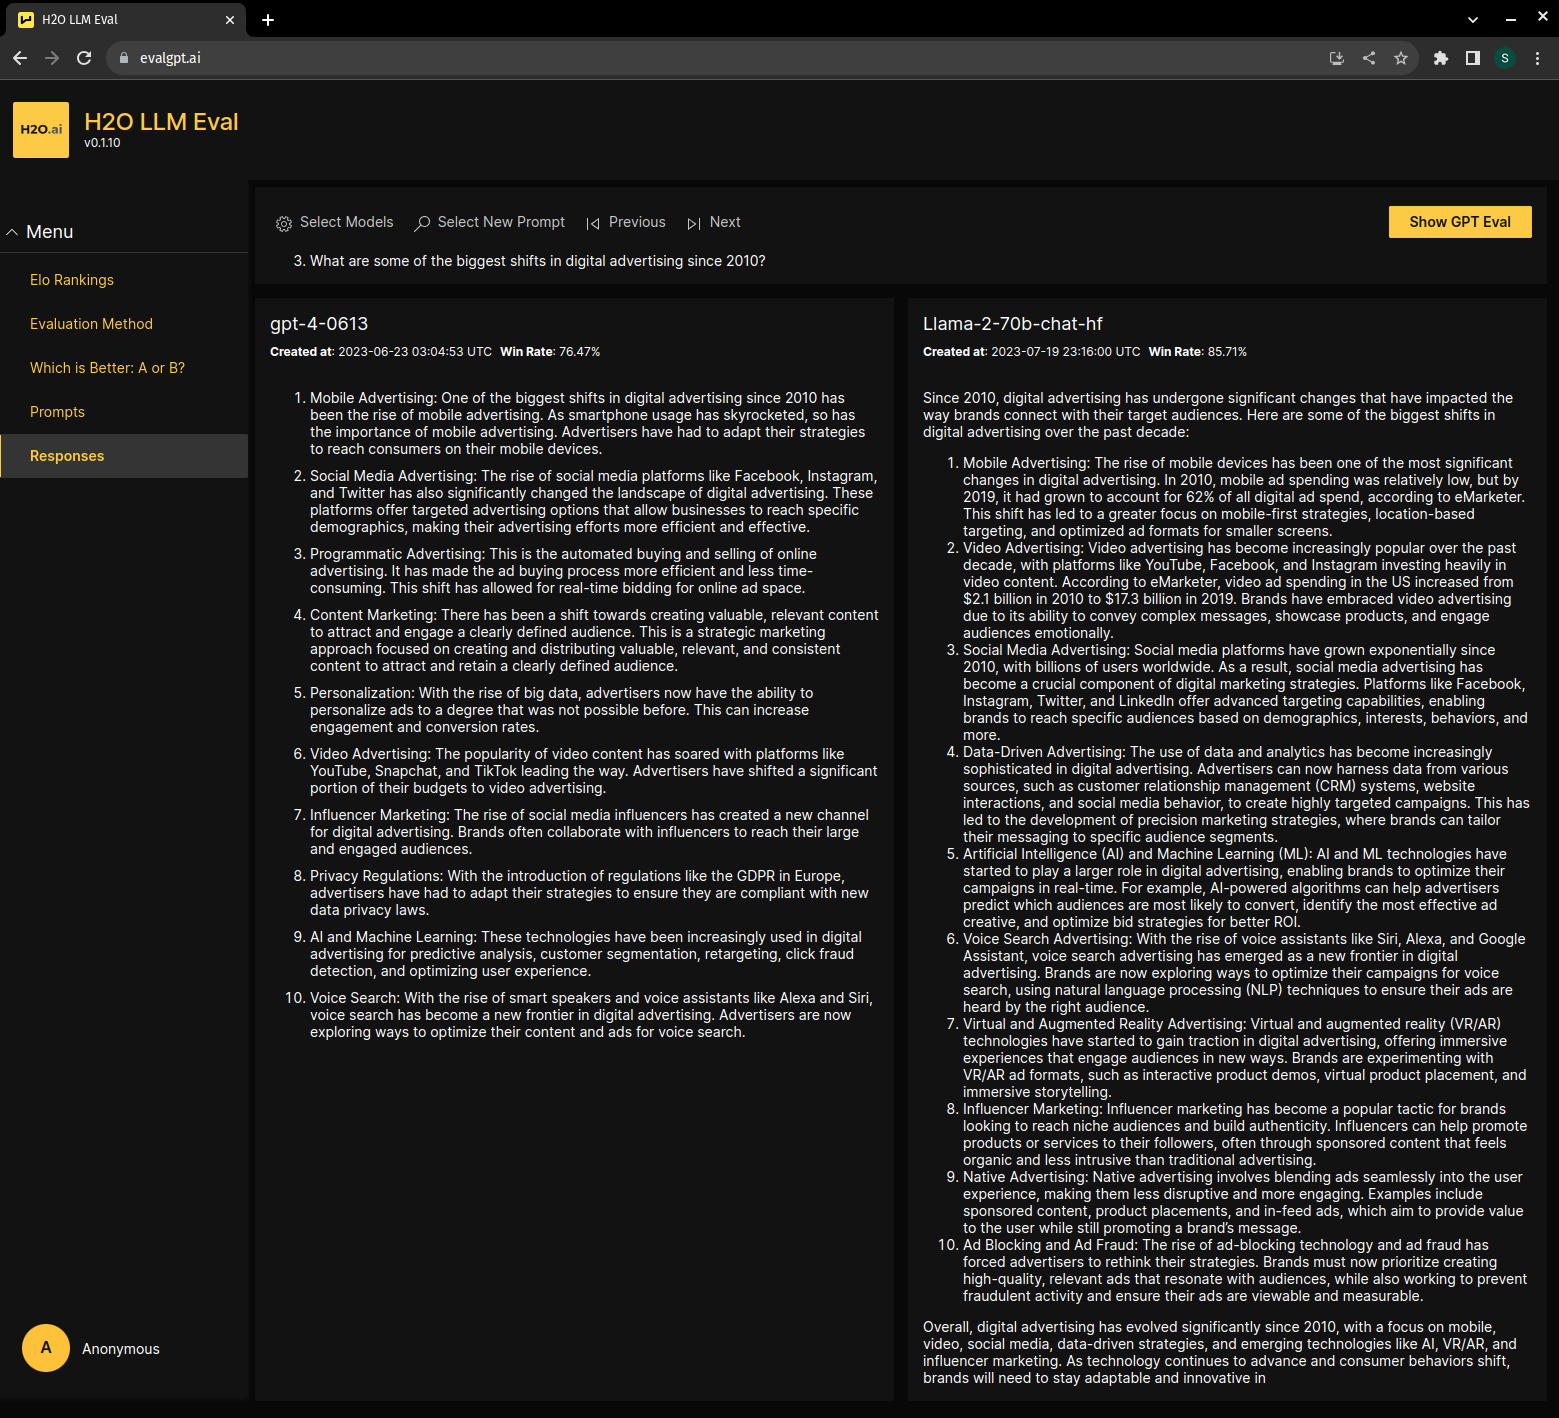 H2O LLM Eval
evalgpt.ai
S
H2O.ai
H2O LLM Eval
v0.1.10
Menu
Elo Rankings
Evaluation Method
Which is Better: A or B?
Prompts
Responses
A
Anonymous
Select Models Select New Prompt Previous Next
Show GPT Eval
3. What are some of the biggest shifts in digital advertising since 2010?
gpt-4-0613
Created at: 2023-06-23 03:04:53 UTC Win Rate: 76.47%
1. Mobile Advertising: One of the biggest shifts in digital advertising since 2010 has
been the rise of mobile advertising. As smartphone usage has skyrocketed, so has
the importance of mobile advertising. Advertisers have had to adapt their strategies
to reach consumers on their mobile devices.
2. Social Media Advertising: The rise of social media platforms like Facebook, Instagram,
and Twitter has also significantly changed the landscape of digital advertising. These
platforms offer targeted advertising options that allow businesses to reach specific
demographics, making their advertising efforts more efficient and effective.
3. Programmatic Advertising: This is the automated buying and selling of online
advertising. It has made the ad buying process more efficient and less time-
consuming. This shift has allowed for real-time bidding for online ad space.
4. Content Marketing: There has been a shift towards creating valuable, relevant content
to attract and engage a clearly defined audience. This is a strategic marketing
approach focused on creating and distributing valuable, relevant, and consistent
content to attract and retain a clearly defined audience.
5. Personalization: With the rise of big data, advertisers now have the ability to
personalize ads to a degree that was not possible before. This can increase
engagement and conversion rates.
6. Video Advertising: The popularity of video content has soared with platforms like
YouTube, Snapchat, and TikTok leading the way. Advertisers have shifted a significant
portion of their budgets to video advertising.
7. Influencer Marketing: The rise of social media influencers has created a new channel
for digital advertising. Brands often collaborate with influencers to reach their large
and engaged audiences.
8. Privacy Regulations: With the introduction of regulations like the GDPR in Europe,
advertisers have had to adapt their strategies to ensure they are compliant with new
data privacy laws.
9. AI and Machine Learning: These technologies have been increasingly used in digital
advertising for predictive analysis, customer segmentation, retargeting, click fraud
detection, and optimizing user experience.
10. Voice Search: With the rise of smart speakers and voice assistants like Alexa and Siri,
voice search has become a new frontier in digital advertising. Advertisers are now
exploring ways to optimize their content and ads for voice search.
Llama-2-70b-chat-hf
Created at: 2023-07-19 23:16:00 UTC Win Rate: 85.71%
Since 2010, digital advertising has undergone significant changes that have impacted the
way brands connect with their target audiences. Here are some of the biggest shifts in
digital advertising over the past decade:
1. Mobile Advertising: The rise of mobile devices has been one of the most significant
changes in digital advertising. In 2010, mobile ad spending was relatively low, but by
2019, it had grown to account for 62% of all digital ad spend, according to eMarketer.
This shift has led to a greater focus on mobile-first strategies, location-based
targeting, and optimized ad formats for smaller screens.
2. Video Advertising: Video advertising has become increasingly popular over the past
decade, with platforms like YouTube, Facebook, and Instagram investing heavily in
video content. According to eMarketer, video ad spending in the US increased from
$2.1 billion in 2010 to $17.3 billion in 2019. Brands have embraced video advertising
due to its ability to convey complex messages, showcase products, and engage
audiences emotionally.
3. Social Media Advertising: Social media platforms have grown exponentially since
2010, with billions of users worldwide. As a result, social media advertising has
become a crucial component of digital marketing strategies. Platforms like Facebook,
Instagram, Twitter, and LinkedIn offer advanced targeting capabilities, enabling
brands to reach specific audiences based on demographics, interests, behaviors, and
more.
4. Data-Driven Advertising: The use of data and analytics has become increasingly
sophisticated in digital advertising. Advertisers can now harness data from various
sources, such as customer relationship management (CRM) systems, website
interactions, and social media behavior, to create highly targeted campaigns. This has
led to the development of precision marketing strategies, where brands can tailor
their messaging to specific audience segments.
5. Artificial Intelligence (AI) and Machine Learning (ML): AI and ML technologies have
started to play a larger role in digital advertising, enabling brands to optimize their
campaigns in real-time. For example, AI-powered algorithms can help advertisers
predict which audiences are most likely to convert, identify the most effective ad
creative, and optimize bid strategies for better ROI.
6. Voice Search Advertising: With the rise of voice assistants like Siri, Alexa, and Google
Assistant, voice search advertising has emerged as a new frontier in digital
advertising. Brands are now exploring ways to optimize their campaigns for voice
search, using natural language processing (NLP) techniques to ensure their ads are
heard by the right audience.
7. Virtual and Augmented Reality Advertising: Virtual and augmented reality (VR/AR)
technologies have started to gain traction in digital advertising, offering immersive
experiences that engage audiences in new ways. Brands are experimenting with
VR/AR ad formats, such as interactive product demos, virtual product placement, and
immersive storytelling.
8. Influencer Marketing: Influencer marketing has become a popular tactic for brands
looking to reach niche audiences and build authenticity. Influencers can help promote
products or services to their followers, often through sponsored content that feels
organic and less intrusive than traditional advertising.
9. Native Advertising: Native advertising involves blending ads seamlessly into the user
experience, making them less disruptive and more engaging. Examples include
sponsored content, product placements, and in-feed ads, which aim to provide value
to the user while still promoting a brand's message.
10. Ad Blocking and Ad Fraud: The rise of ad-blocking technology and ad fraud has
forced advertisers to rethink their strategies. Brands must now prioritize creating
high-quality, relevant ads that resonate with audiences, while also working to prevent
fraudulent activity and ensure their ads are viewable and measurable.
Overall, digital advertising has evolved significantly since 2010, with a focus on mobile,
video, social media, data-driven strategies, and emerging technologies like AI, VR/AR, and
influencer marketing. As technology continues to advance and consumer behaviors shift,
brands will need to stay adaptable and innovative in